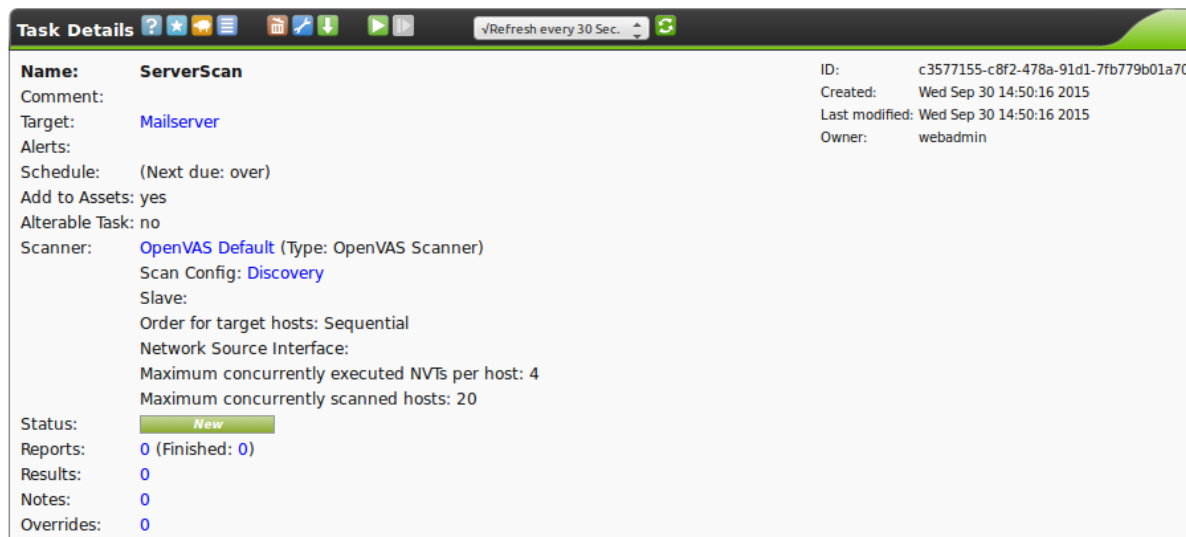 Task Details √Refresh every 30 Sec.
Name: ServerScan
Comment:
Target: Mailserver
Alerts:
Schedule: (Next due: over)
Add to Assets: yes
Alterable Task: no
Scanner: OpenVAS Default (Type: OpenVAS Scanner)
Scan Config: Discovery
Slave:
Order for target hosts: Sequential
Network Source Interface:
Maximum concurrently executed NVTs per host: 4
Maximum concurrently scanned hosts: 20
Status: New
Reports: 0 (Finished: 0)
Results: 0
Notes: 0
Overrides: 0
ID: c3577155-c8f2-478a-91d1-7fb779b01a70
Created: Wed Sep 30 14:50:16 2015
Last modified: Wed Sep 30 14:50:16 2015
Owner: webadmin